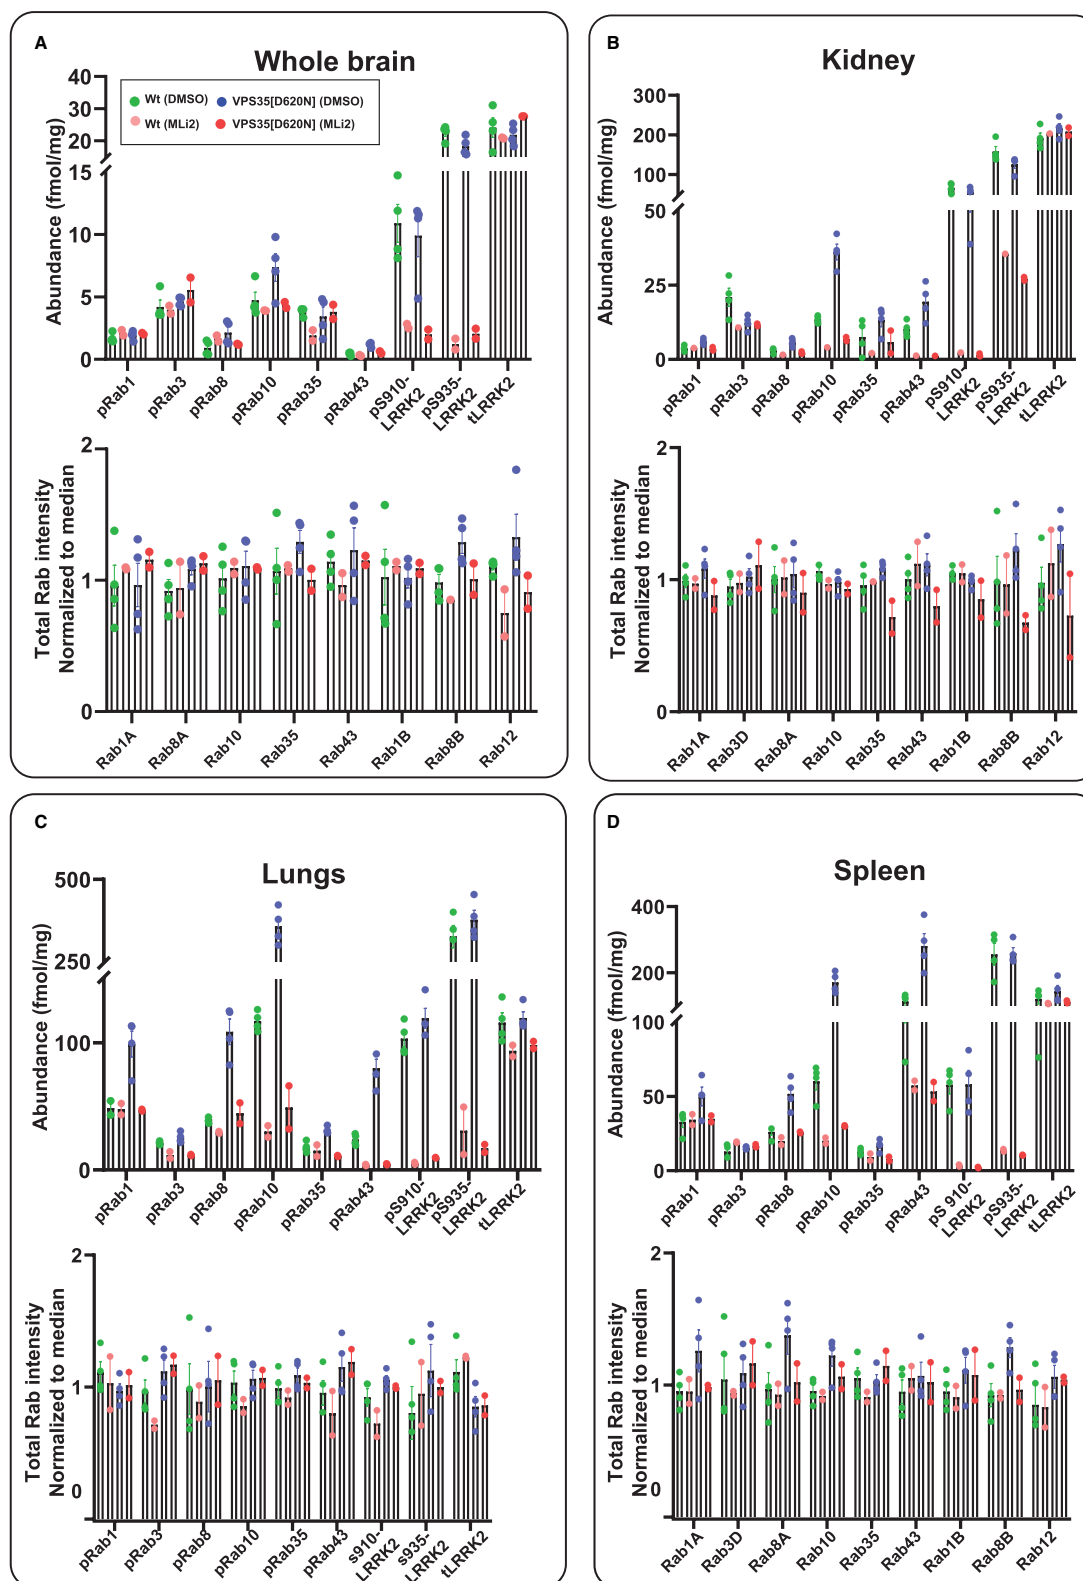 A
Whole brain
Wt (DMSO)
VPS35[D620N] (DMSO)
Wt (MLi2)
VPS35[D620N] (MLi2)
Abundance (fmol/mg)
40
30
20
15
10
5
0
pRab1
pRab3
pRab8
pRab10
pRab35
pRab43
pS910-
LRRK2
pS935-
LRRK2
tLRRK2
Total Rab intensity
Normalized to median
2
1
0
Rab1A
Rab8A
Rab10
Rab35
Rab43
Rab1B
Rab8B
Rab12
B
Kidney
Abundance (fmol/mg)
300
200
100
50
25
0
pRab1
pRab3
pRab8
pRab10
pRab35
pRab43
pS910-
LRRK2
pS935-
LRRK2
tLRRK2
Total Rab intensity
Normalized to median
2
1
0
Rab1A
Rab3D
Rab8A
Rab10
Rab35
Rab43
Rab1B
Rab8B
Rab12
C
Lungs
Abundance (fmol/mg)
500
250
100
0
pRab1
pRab3
pRab8
pRab10
pRab35
pRab43
pS910-
LRRK2
pS935-
LRRK2
tLRRK2
Total Rab intensity
Normalized to median
2
1
0
pRab1
pRab3
pRab8
pRab10
pRab35
pRab43
s910-
LRRK2
s935-
LRRK2
tLRRK2
D
Spleen
Abundance (fmol/mg)
400
200
100
50
0
pRab1
pRab3
pRab8
pRab10
pRab35
pRab43
pS 910-
LRRK2
pS935-
LRRK2
tLRRK2
Total Rab intensity
Normalized to median
2
1
0
Rab1A
Rab3D
Rab8A
Rab10
Rab35
Rab43
Rab1B
Rab8B
Rab12